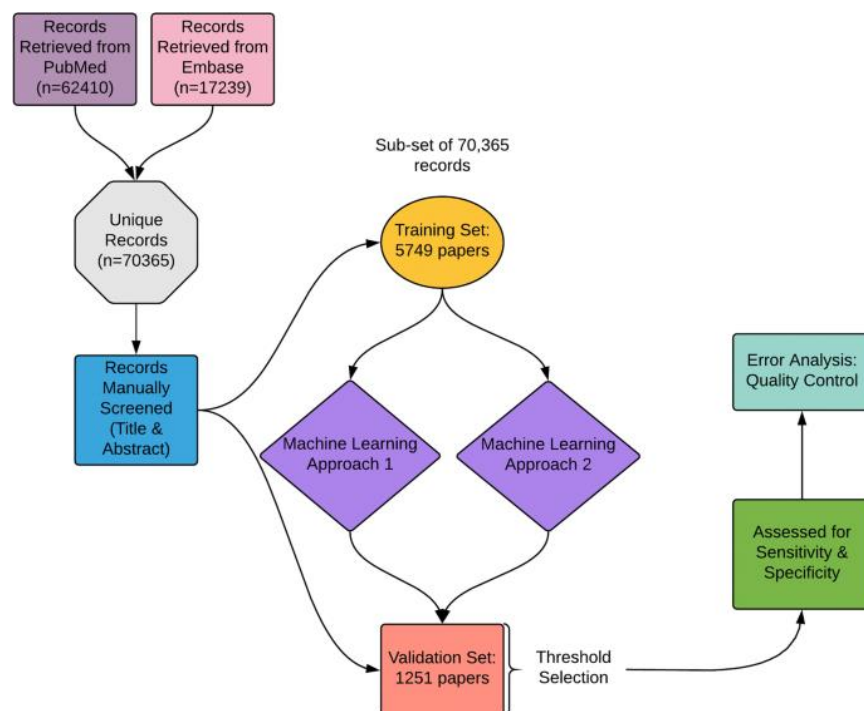 Records
Retrieved from
PubMed
(n=62410)
Records
Retrieved from
Embase
(n=17239)
Sub-set of 70,365
records
Unique
Records
(n=70365)
Training Set:
5749 papers
Records
Manually
Screened
(Title &
Abstract)
Machine Learning
Approach 1
Machine Learning
Approach 2
Error Analysis:
Quality Control
Assessed for
Sensitivity &
Specificity
Validation Set:
1251 papers
Threshold
Selection